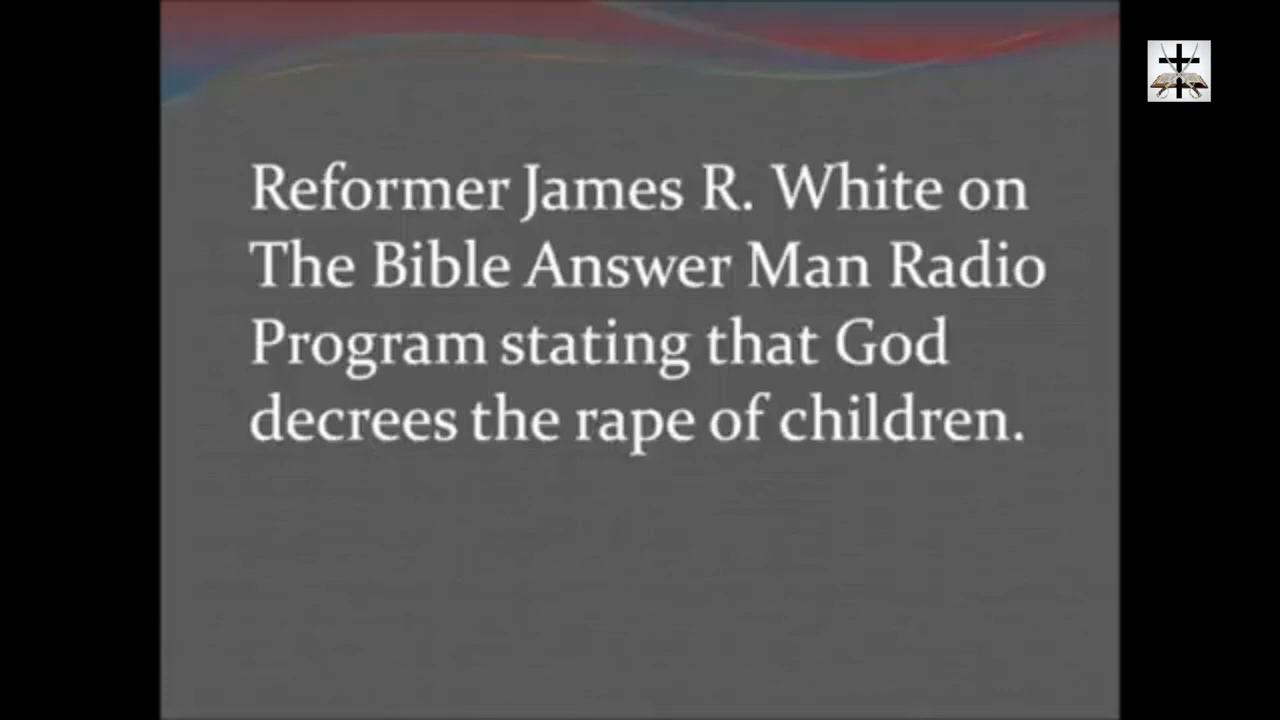 Reformer James R. White on
The Bible Answer Man Radio
Program stating that God
decrees the rape of children.